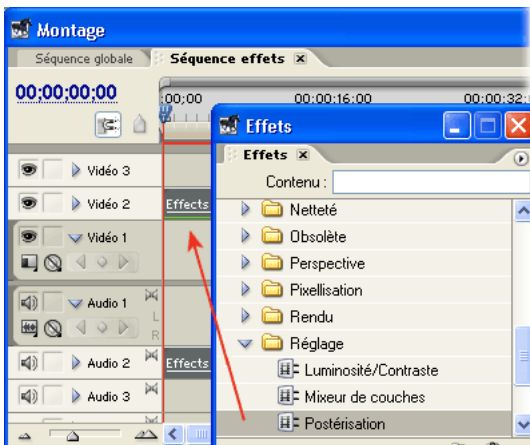 Montage
Séquence globale
Séquence effets
00;00;00;00
:00;00
00:00:16:00
00:00:32:
Effets
Effets
Contenu :
Vidéo 3
Vidéo 2
Effects
Vidéo 1
Netteté
Obsolète
Perspective
Pixellisation
Rendu
Réglage
Luminosité/Contraste
Mixeur de couches
Postérisation
Audio 1
L
R
Audio 2
Effects
Audio 3